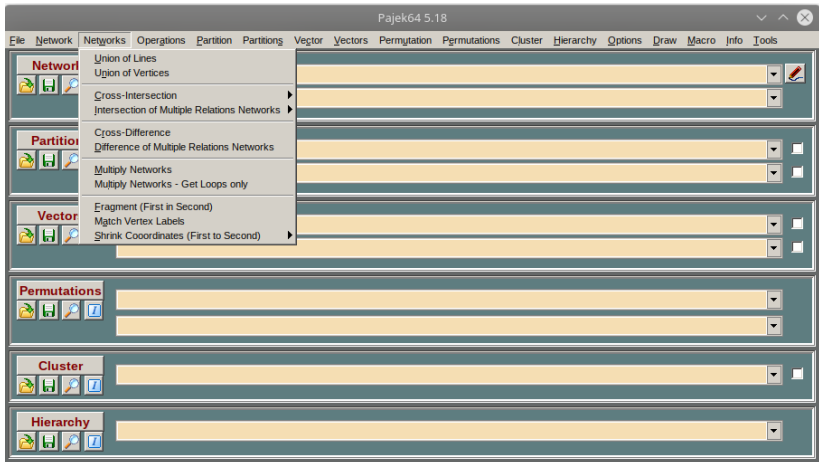 Pajek64 5.18
File Network Networks Operations Partition Partitions Vector Vectors Permutation Permutations Cluster Hierarchy Options Draw Macro Info Tools
Union of Lines
Union of Vertices
Cross-Intersection
Intersection of Multiple Relations Networks
Cross-Difference
Difference of Multiple Relations Networks
Multiply Networks
Multiply Networks - Get Loops only
Fragment (First in Second)
Match Vertex Labels
Shrink Cooordinates (First to Second)
Network
Partition
Vector
Permutations
Cluster
Hierarchy